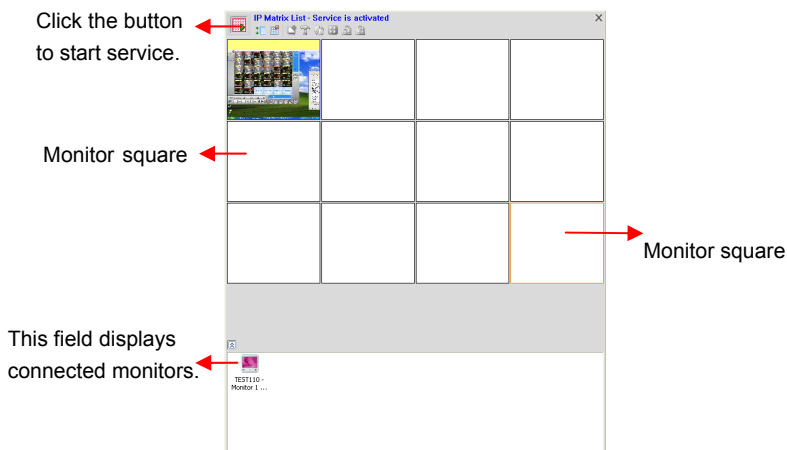 Click the button
to start service.
IP Matrix List - Service is activated
Monitor square
Monitor square
This field displays
connected monitors.
TEST110 -
Monitor 1 ...